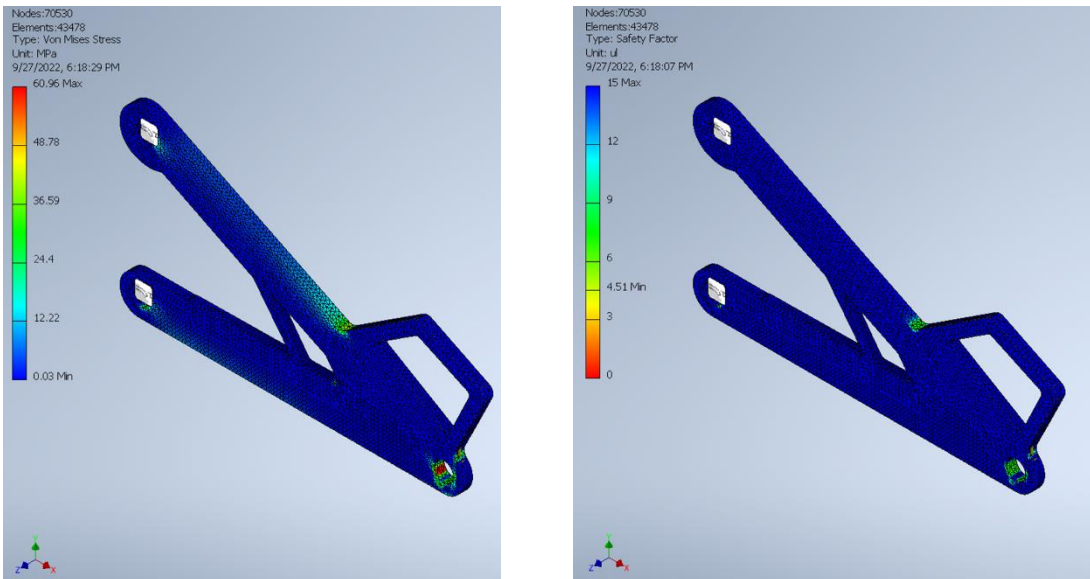 Nodes:70530
Elements:43478
Type: Von Mises Stress
Unit: MPa
9/27/2022, 6:18:29 PM
60.96 Max
48.78
36.59
24.4
12.22
0.03 Min
Y
Z
X
Nodes:70530
Elements:43478
Type: Safety Factor
Unit: ul
9/27/2022, 6:18:07 PM
15 Max
12
9
6
4.51 Min
3
0
Y
Z
X